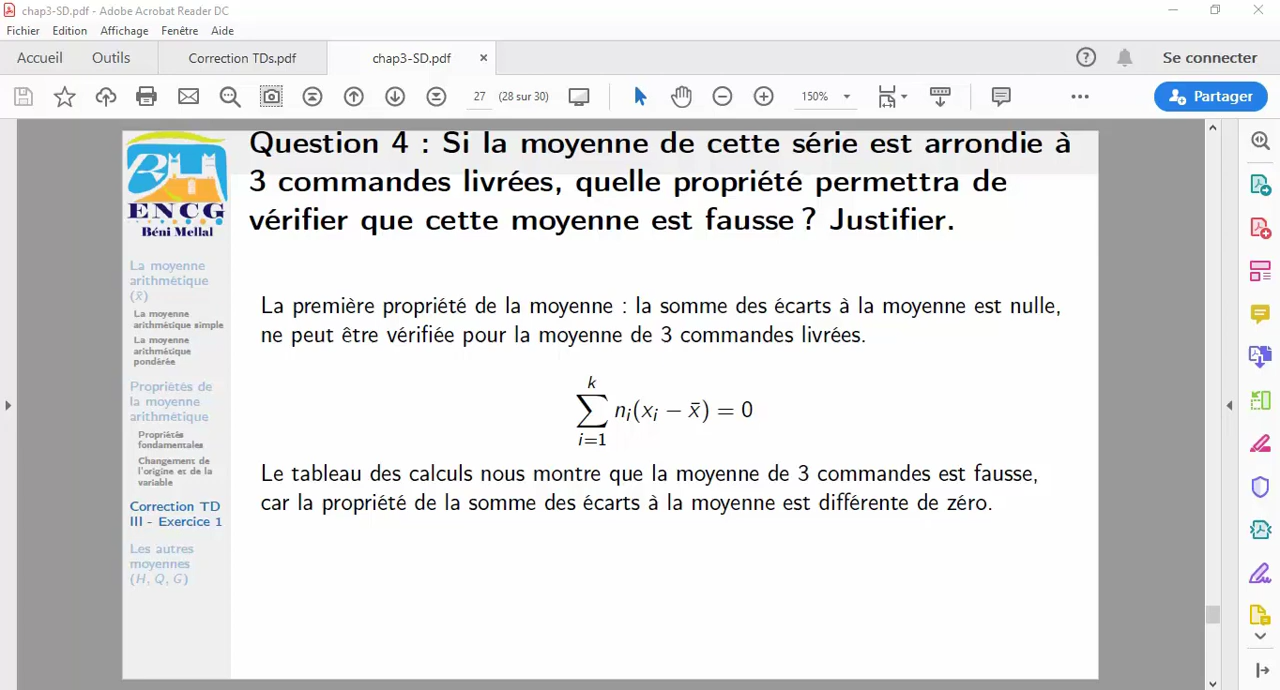 chap3-SD.pdf - Adobe Acrobat Reader DC
Fichier Edition Affichage Fenêtre Aide
Accueil Outils Correction TDs.pdf chap3-SD.pdf × Se connecter
27 (28 sur 30) 150% Partager
ENCG
Béni Mellal
La moyenne
arithmétique
(x̄)
La moyenne
arithmétique simple
La moyenne
arithmétique
pondérée
Propriétés de
la moyenne
arithmétique
Propriétés
fondamentales
Changement de
l'origine et de la
variable
Correction TD
III - Exercice 1
Les autres
moyennes
(H, Q, G)
Question 4 : Si la moyenne de cette série est arrondie à
3 commandes livrées, quelle propriété permettra de
vérifier que cette moyenne est fausse ? Justifier.
La première propriété de la moyenne : la somme des écarts à la moyenne est nulle,
ne peut être vérifiée pour la moyenne de 3 commandes livrées.
k
∑ nᵢ(xᵢ − x̄) = 0
i=1
Le tableau des calculs nous montre que la moyenne de 3 commandes est fausse,
car la propriété de la somme des écarts à la moyenne est différente de zéro.